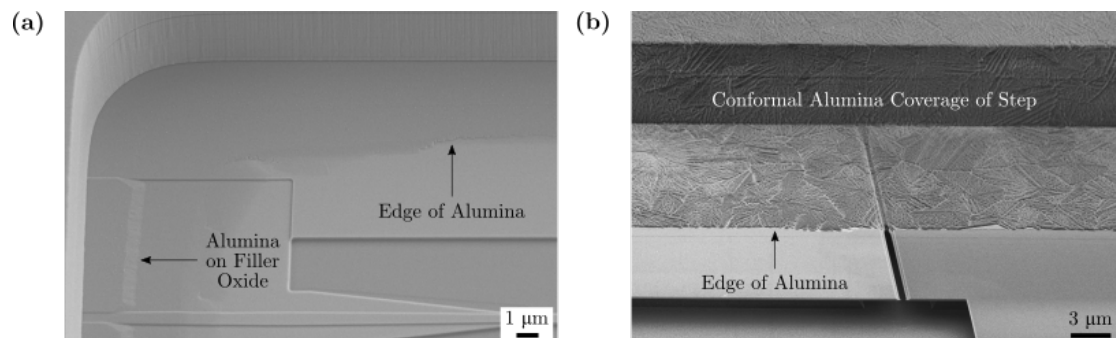 (a)
Edge of Alumina
Alumina
on Filler
Oxide
1 μm
(b)
Conformal Alumina Coverage of Step
Edge of Alumina
3 μm